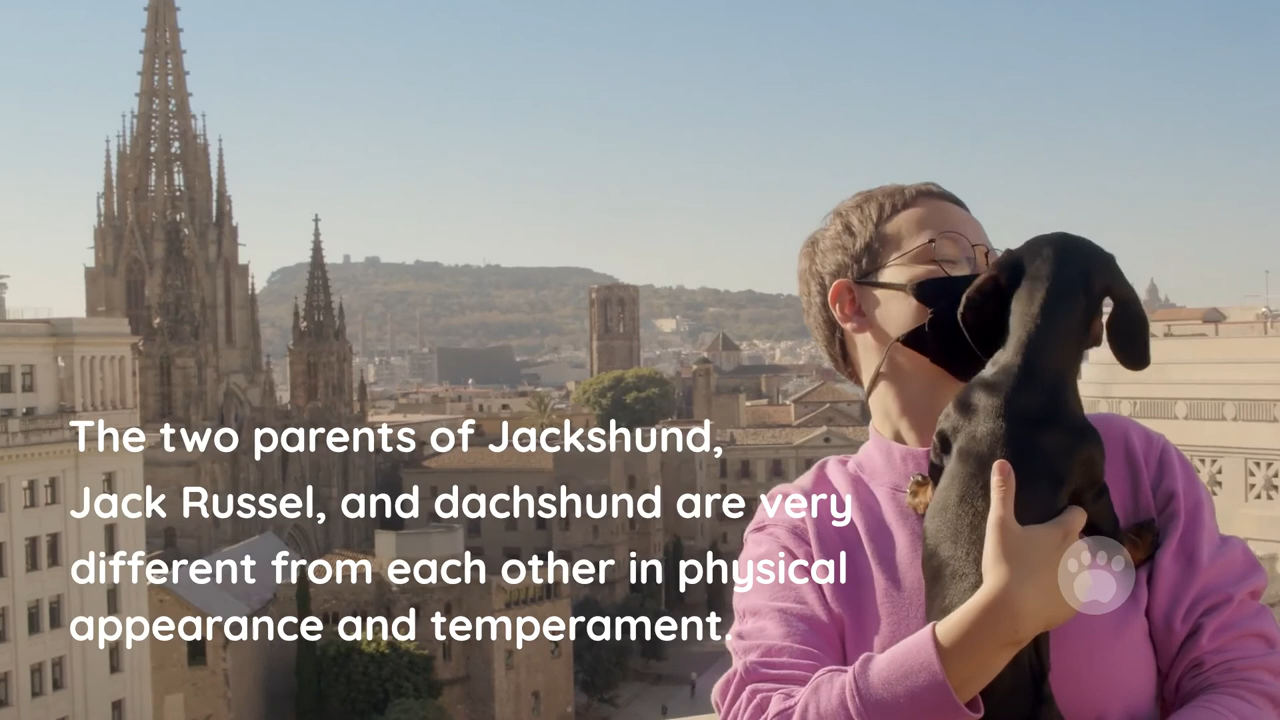 The two parents of Jackshund,
Jack Russel, and dachshund are very
different from each other in physical
appearance and temperament.